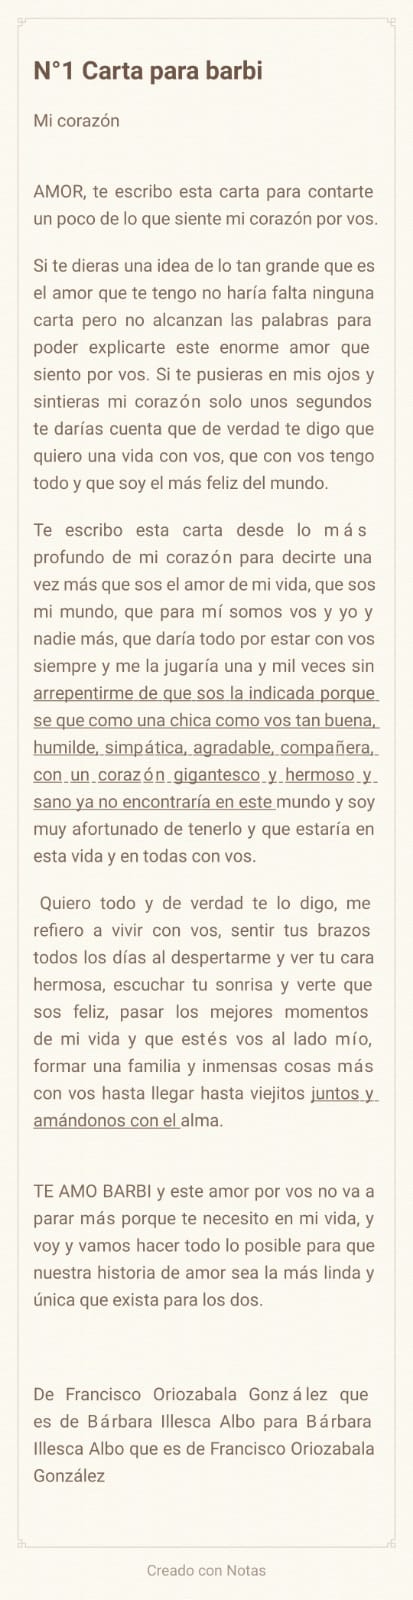 N°1 Carta para barbi
Mi corazón
AMOR, te escribo esta carta para contarte
un poco de lo que siente mi corazón por vos.
Si te dieras una idea de lo tan grande que es
el amor que te tengo no haría falta ninguna
carta pero no alcanzan las palabras para
poder explicarte este enorme amor que
siento por vos. Si te pusieras en mis ojos y
sintieras mi corazón solo unos segundos
te darías cuenta que de verdad te digo que
quiero una vida con vos, que con vos tengo
todo y que soy el más feliz del mundo.
Te escribo esta carta desde lo más
profundo de mi corazón para decirte una
vez más que sos el amor de mi vida, que sos
mi mundo, que para mí somos vos y yo y
nadie más, que daría todo por estar con vos
siempre y me la jugaría una y mil veces sin
arrepentirme de que sos la indicada porque
se que como una chica como vos tan buena,
humilde, simpática, agradable, compañera,
con un corazón gigantesco y hermoso y
sano ya no encontraría en este mundo y soy
muy afortunado de tenerlo y que estaría en
esta vida y en todas con vos.
Quiero todo y de verdad te lo digo, me
refiero a vivir con vos, sentir tus brazos
todos los días al despertarme y ver tu cara
hermosa, escuchar tu sonrisa y verte que
sos feliz, pasar los mejores momentos
de mi vida y que estés vos al lado mío,
formar una familia y inmensas cosas más
con vos hasta llegar hasta viejitos juntos y
amándonos con el alma.
TE AMO BARBI y este amor por vos no va a
parar más porque te necesito en mi vida, y
voy y vamos hacer todo lo posible para que
nuestra historia de amor sea la más linda y
única que exista para los dos.
De Francisco Oriozabala González que
es de Bárbara Illesca Albo para Bárbara
Illesca Albo que es de Francisco Oriozabala
González
Creado con Notas